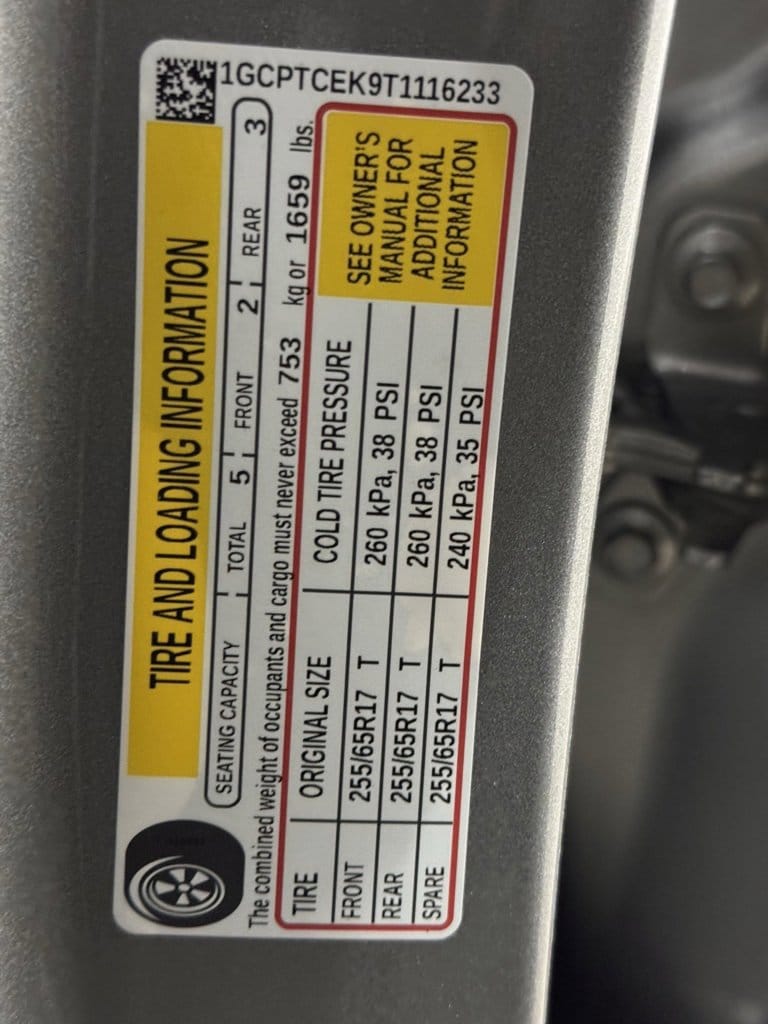 1GCPTCEK9T1116233
TIRE AND LOADING INFORMATION
SEATING CAPACITY TOTAL 5 FRONT 2 REAR 3
The combined weight of occupants and cargo must never exceed 753 kg or 1659 lbs.
TIRE ORIGINAL SIZE COLD TIRE PRESSURE
FRONT 255/65R17 T 260 kPa, 38 PSI
REAR 255/65R17 T 260 kPa, 38 PSI
SPARE 255/65R17 T 240 kPa, 35 PSI
SEE OWNER'S
MANUAL FOR
ADDITIONAL
INFORMATION